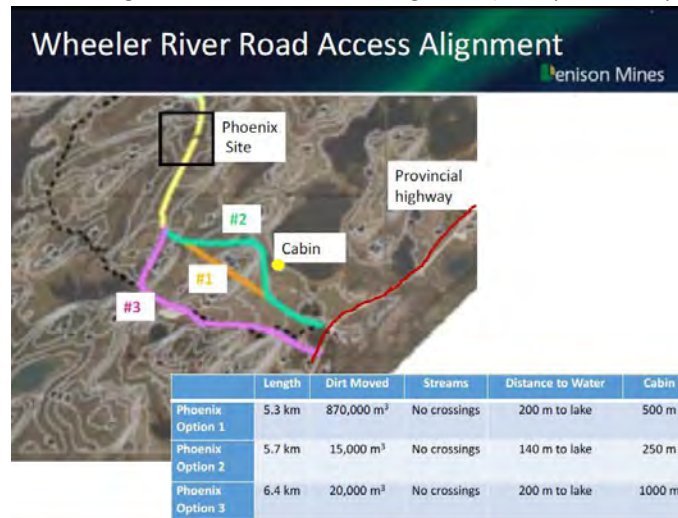 Wheeler River Road Access Alignment
Denison Mines
Phoenix
Site
Provincial
highway
#2
Cabin
#1
#3
Length Dirt Moved Streams Distance to Water Cabin
Phoenix Option 1 5.3 km 870,000 m³ No crossings 200 m to lake 500 m
Phoenix Option 2 5.7 km 15,000 m³ No crossings 140 m to lake 250 m
Phoenix Option 3 6.4 km 20,000 m³ No crossings 200 m to lake 1000 m